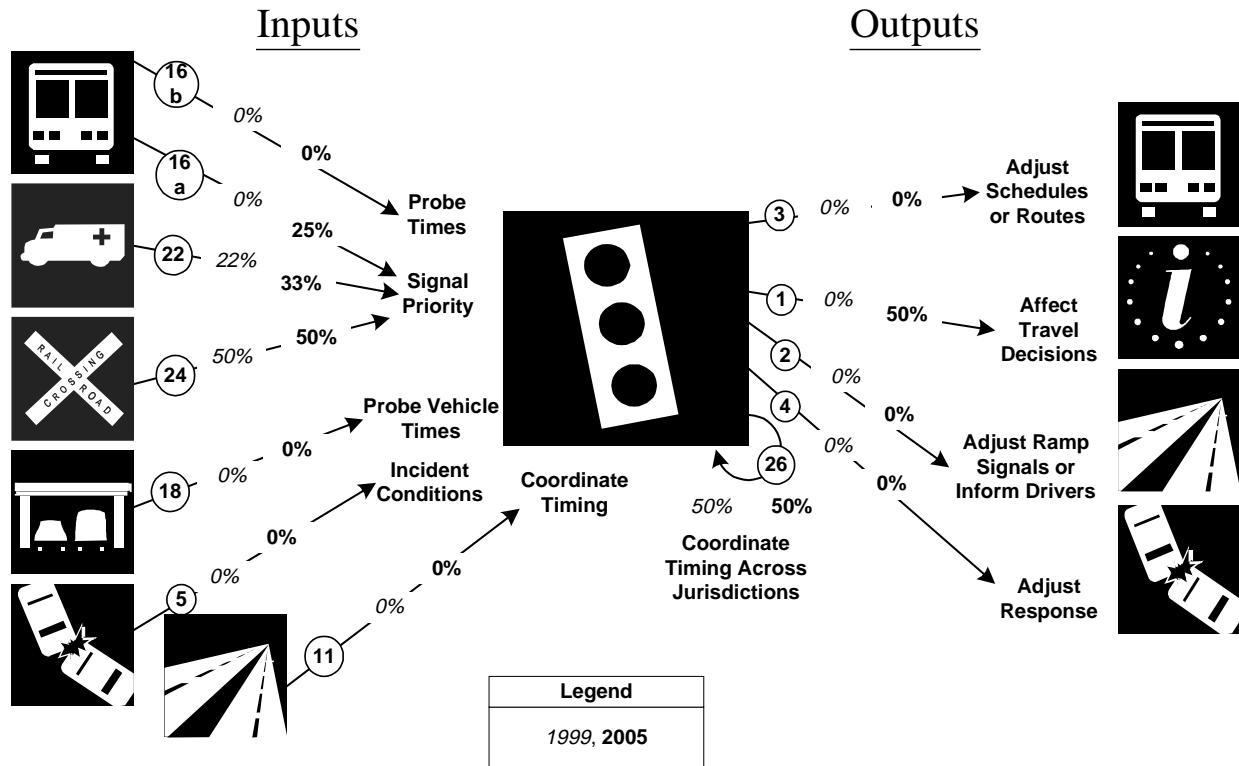 Inputs
Outputs
16
b
0%
0%
Probe
Times
16
a
0%
25%
22
22%
33%
Signal
Priority
RAIL
ROAD
CROSSING
24
50%
50%
18
0%
0%
Probe Vehicle
Times
5
0%
0%
Incident
Conditions
11
0%
0%
Coordinate
Timing
3
0%
0%
Adjust
Schedules
or Routes
1
0%
50%
Affect
Travel
Decisions
i
2
0%
0%
Adjust Ramp
Signals or
Inform Drivers
4
0%
0%
Adjust
Response
26
50%
50%
Coordinate
Timing Across
Jurisdictions
Legend
1999, 2005